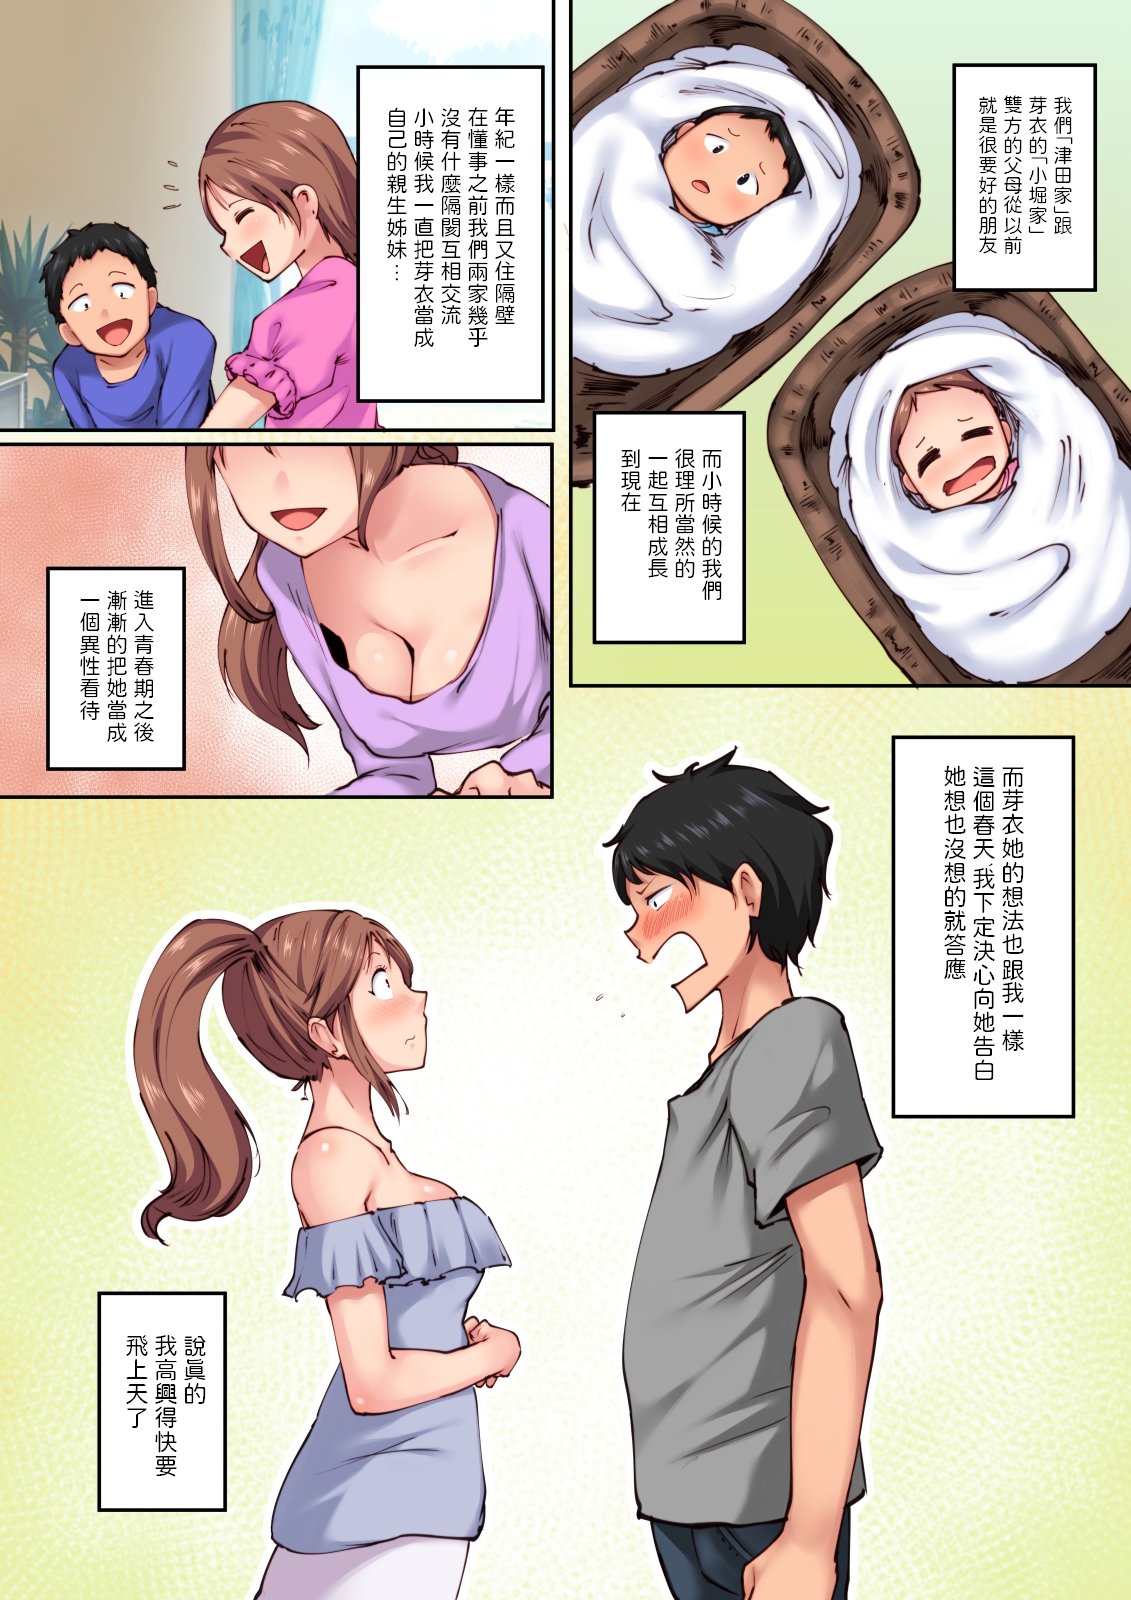 我們「津田家」跟
芽衣的「小堀家」
雙方的父母從以前
就是很要好的朋友
而小時候的我們
很理所當然的
一起互相成長
到現在
年紀一樣而且又住隔壁
在懂事之前我們兩家幾乎
沒有什麼隔閡互相交流
小時候我一直把芽衣當成
自己的親生姊妹…
進入青春期之後
漸漸的把她當成
一個異性看待
而芽衣她的想法也跟我一樣
這個春天，我下定決心向她告白
她想也沒想的就答應
說真的
我高興得快要
飛上天了